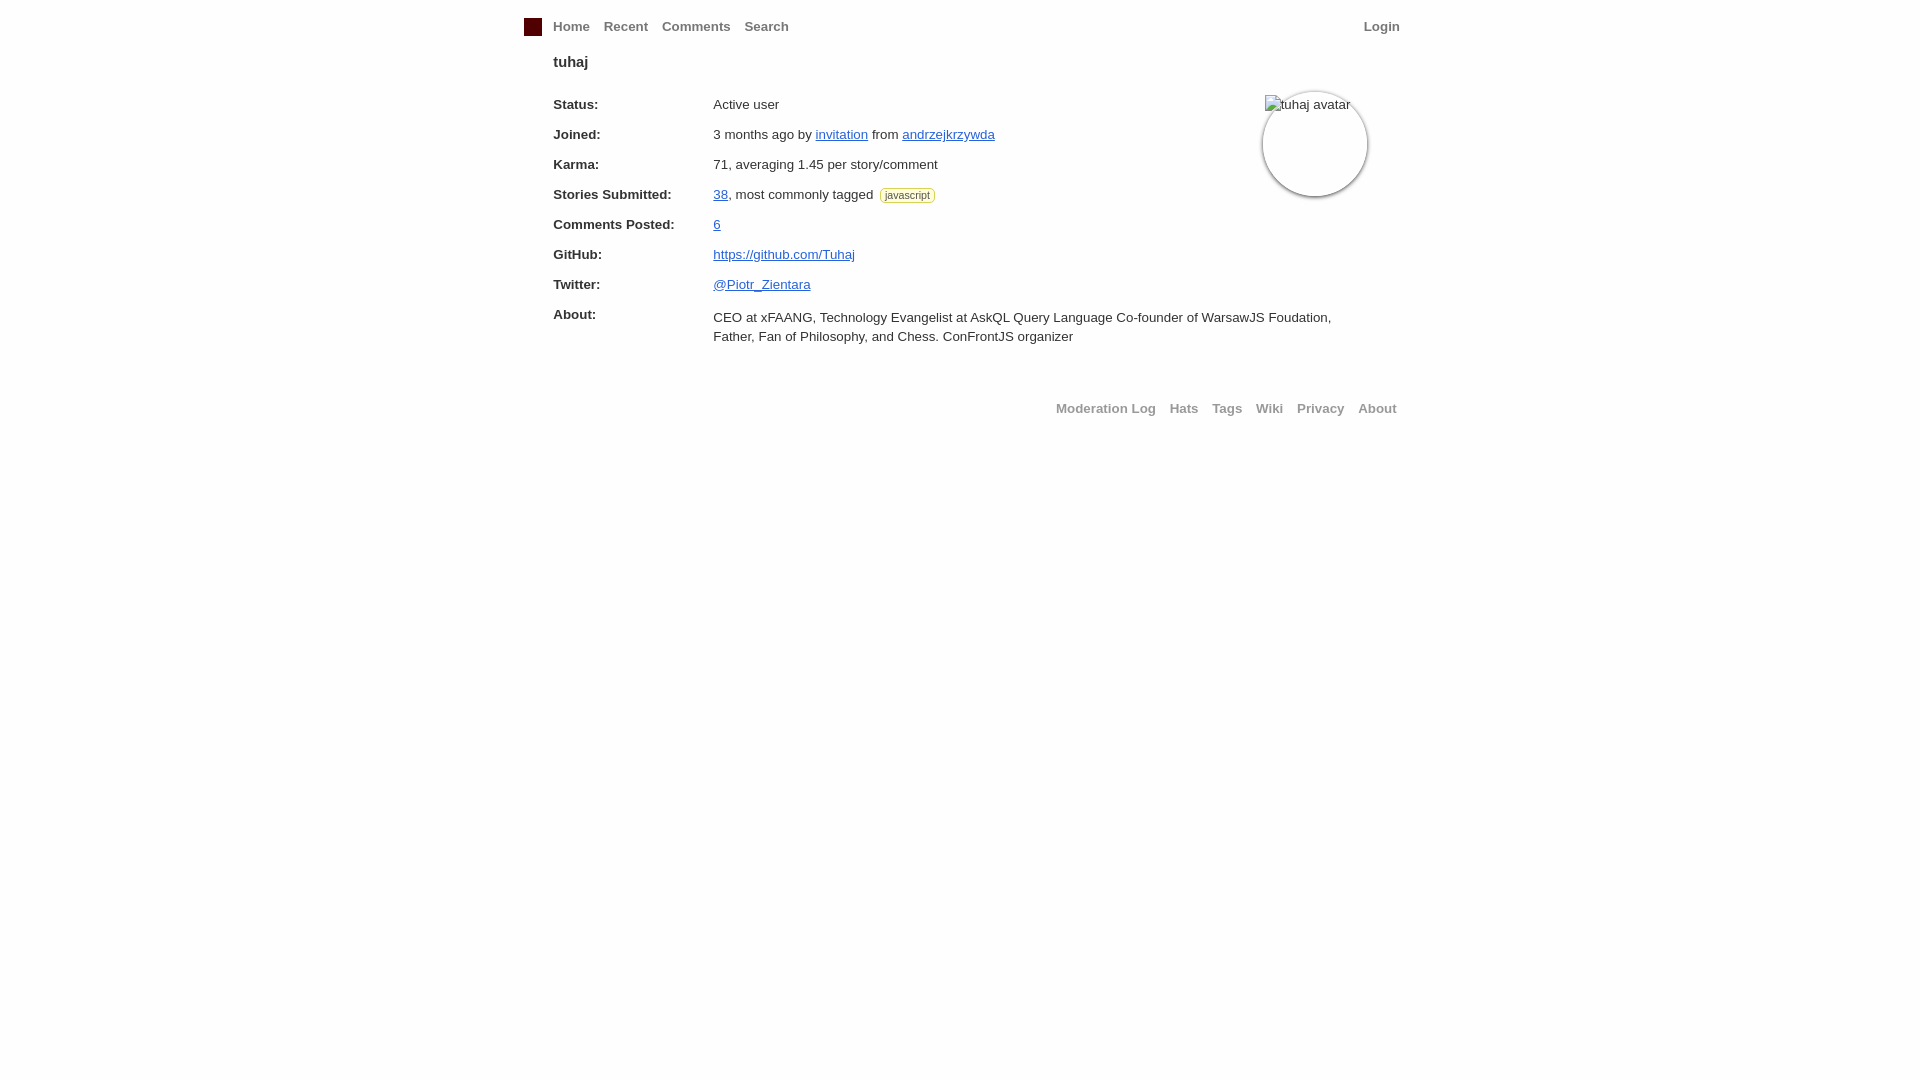 Home Recent Comments Search Login
tuhaj
Status: Active user
tuhaj avatar
Joined: 3 months ago by invitation from andrzejkrzywda
Karma: 71, averaging 1.45 per story/comment
Stories Submitted: 38, most commonly tagged javascript
Comments Posted: 6
GitHub: https://github.com/Tuhaj
Twitter: @Piotr_Zientara
About: CEO at xFAANG, Technology Evangelist at AskQL Query Language Co-founder of WarsawJS Foudation,
Father, Fan of Philosophy, and Chess. ConFrontJS organizer
Moderation Log Hats Tags Wiki Privacy About